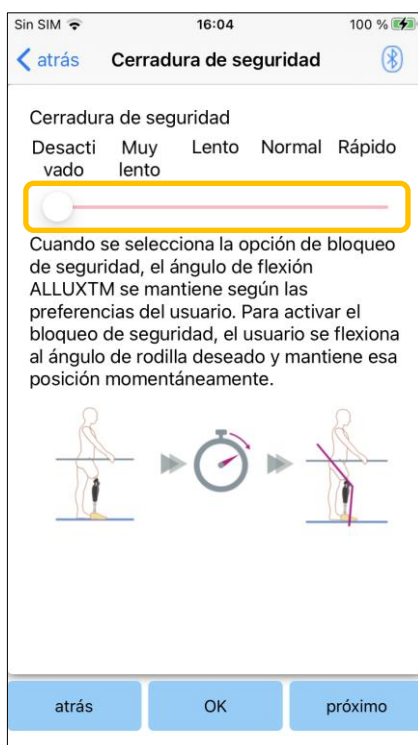 Sin SIM 16:04 100 %
atrás Cerradura de seguridad
Cerradura de seguridad
Desacti Muy Lento Normal Rápido
vado lento
Cuando se selecciona la opción de bloqueo
de seguridad, el ángulo de flexión
ALLUXTM se mantiene según las
preferencias del usuario. Para activar el
bloqueo de seguridad, el usuario se flexiona
al ángulo de rodilla deseado y mantiene esa
posición momentáneamente.
atrás OK próximo